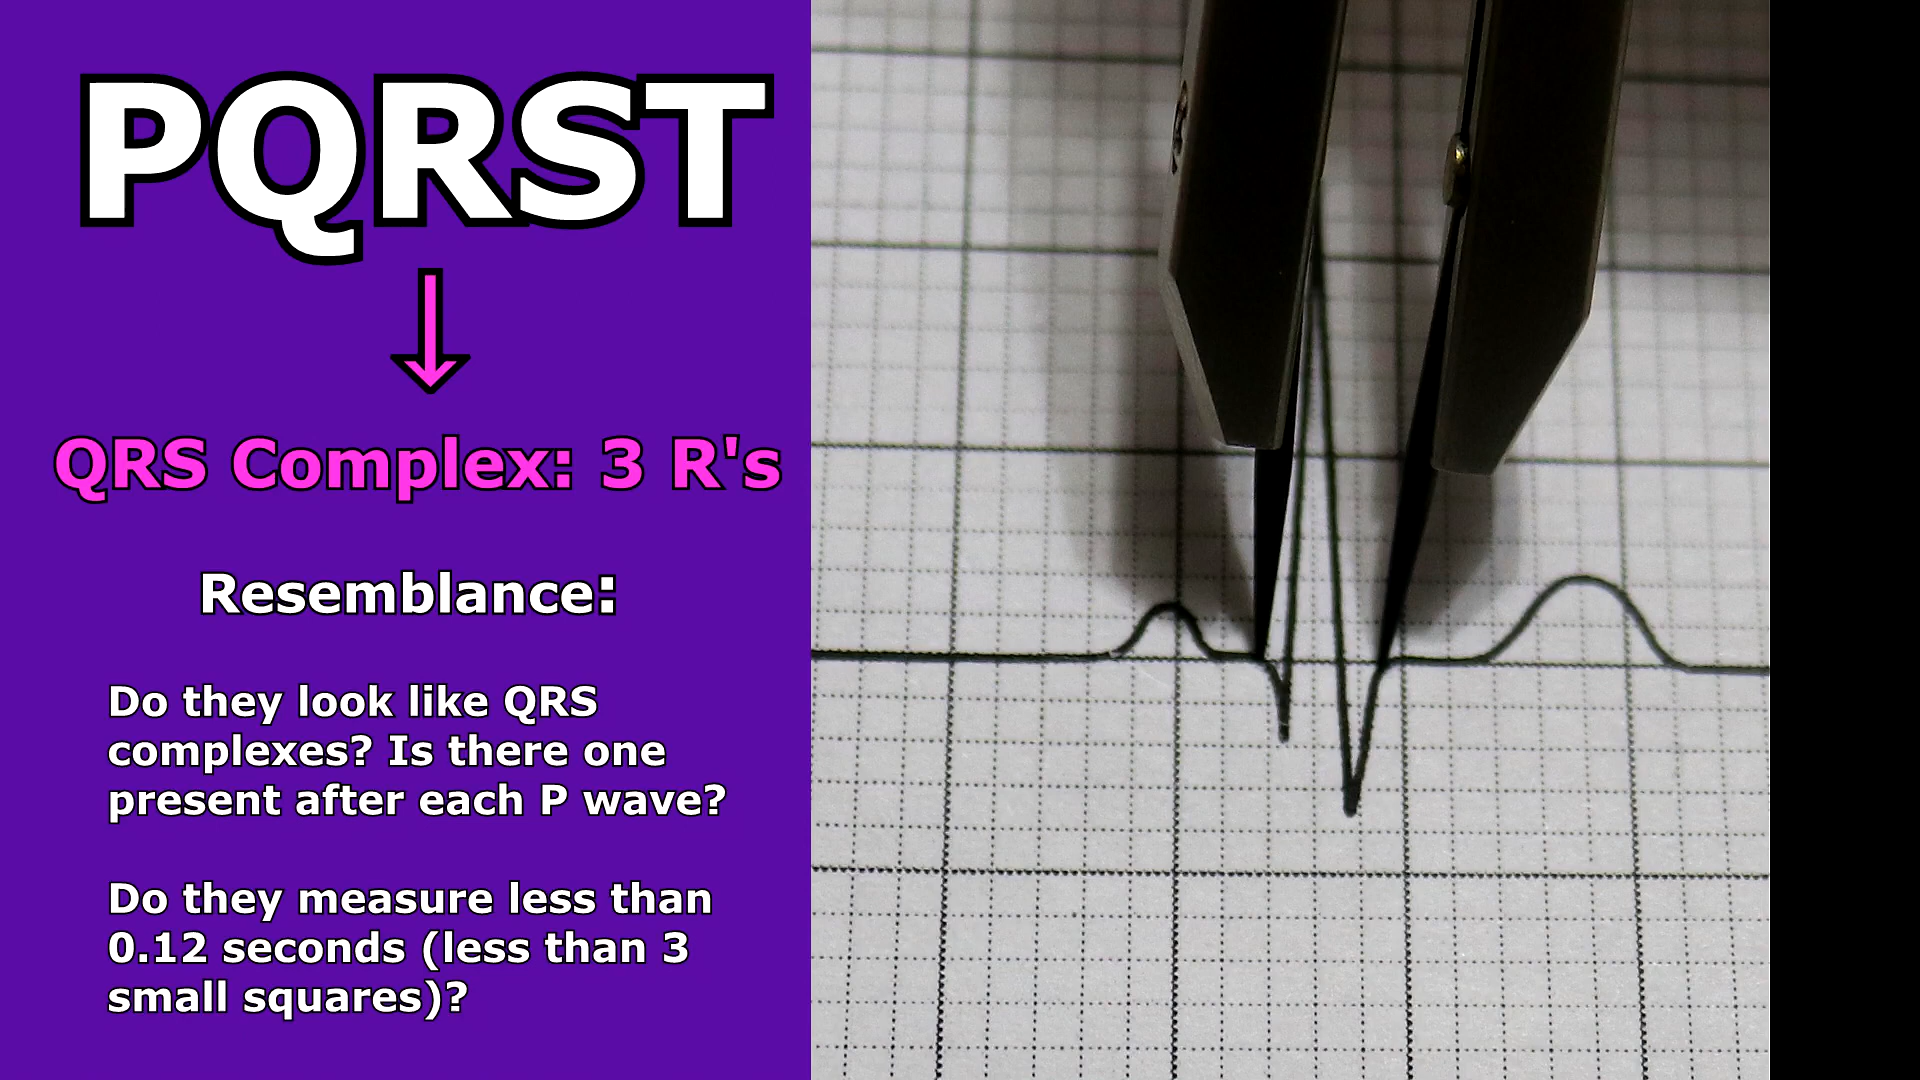 PQRST
↓
QRS Complex: 3 R's
Resemblance:
Do they look like QRS
complexes? Is there one
present after each P wave?
Do they measure less than
0.12 seconds (less than 3
small squares)?